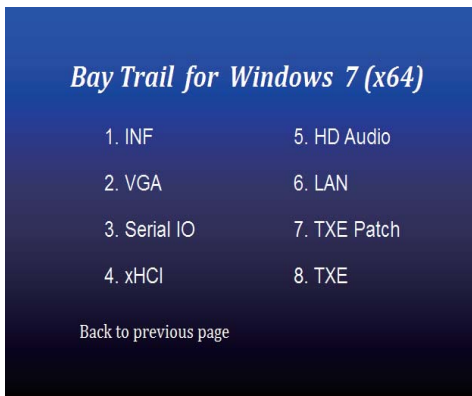 Bay Trail for Windows 7 (x64)
1. INF
2. VGA
3. Serial IO
4. xHCI
5. HD Audio
6. LAN
7. TXE Patch
8. TXE
Back to previous page